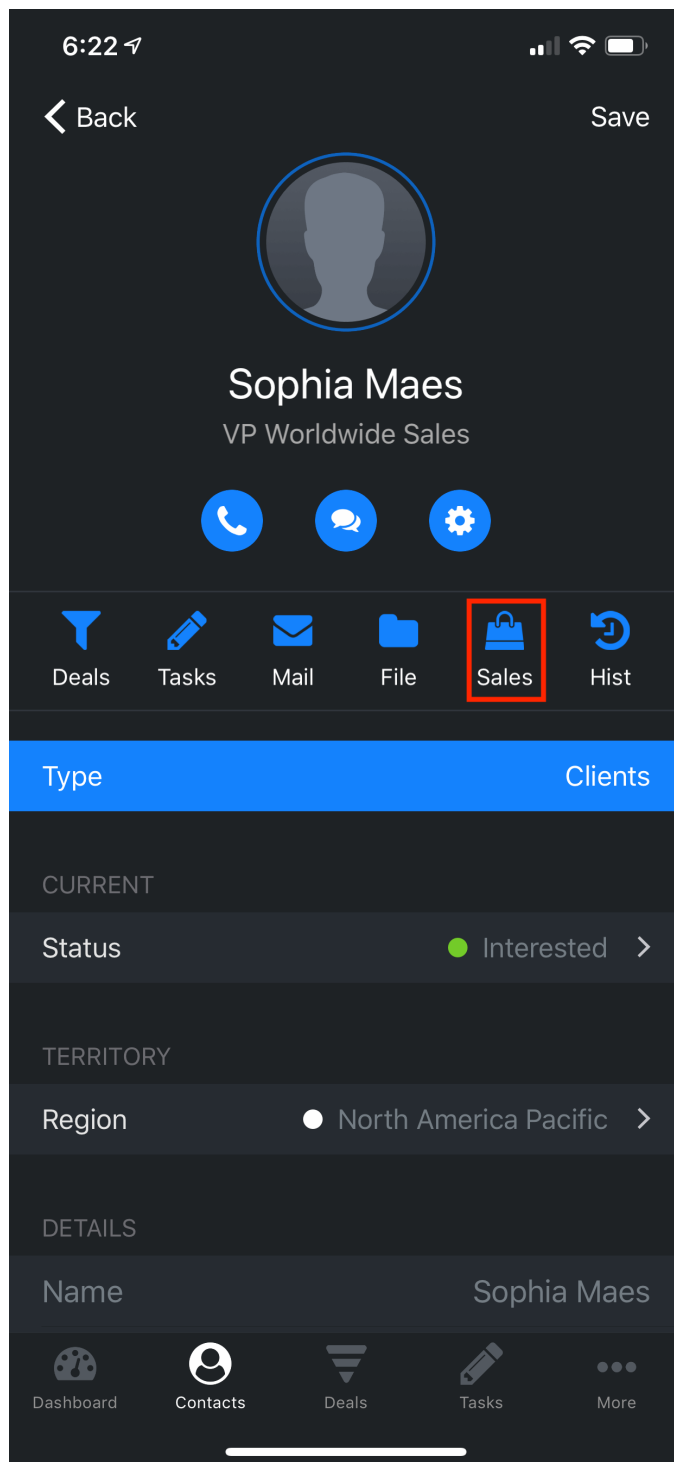 6:22
Back
Save
Sophia Maes
VP Worldwide Sales
Deals Tasks Mail File Sales Hist
Type Clients
CURRENT
Status Interested
TERRITORY
Region North America Pacific
DETAILS
Name Sophia Maes
Dashboard Contacts Deals Tasks More